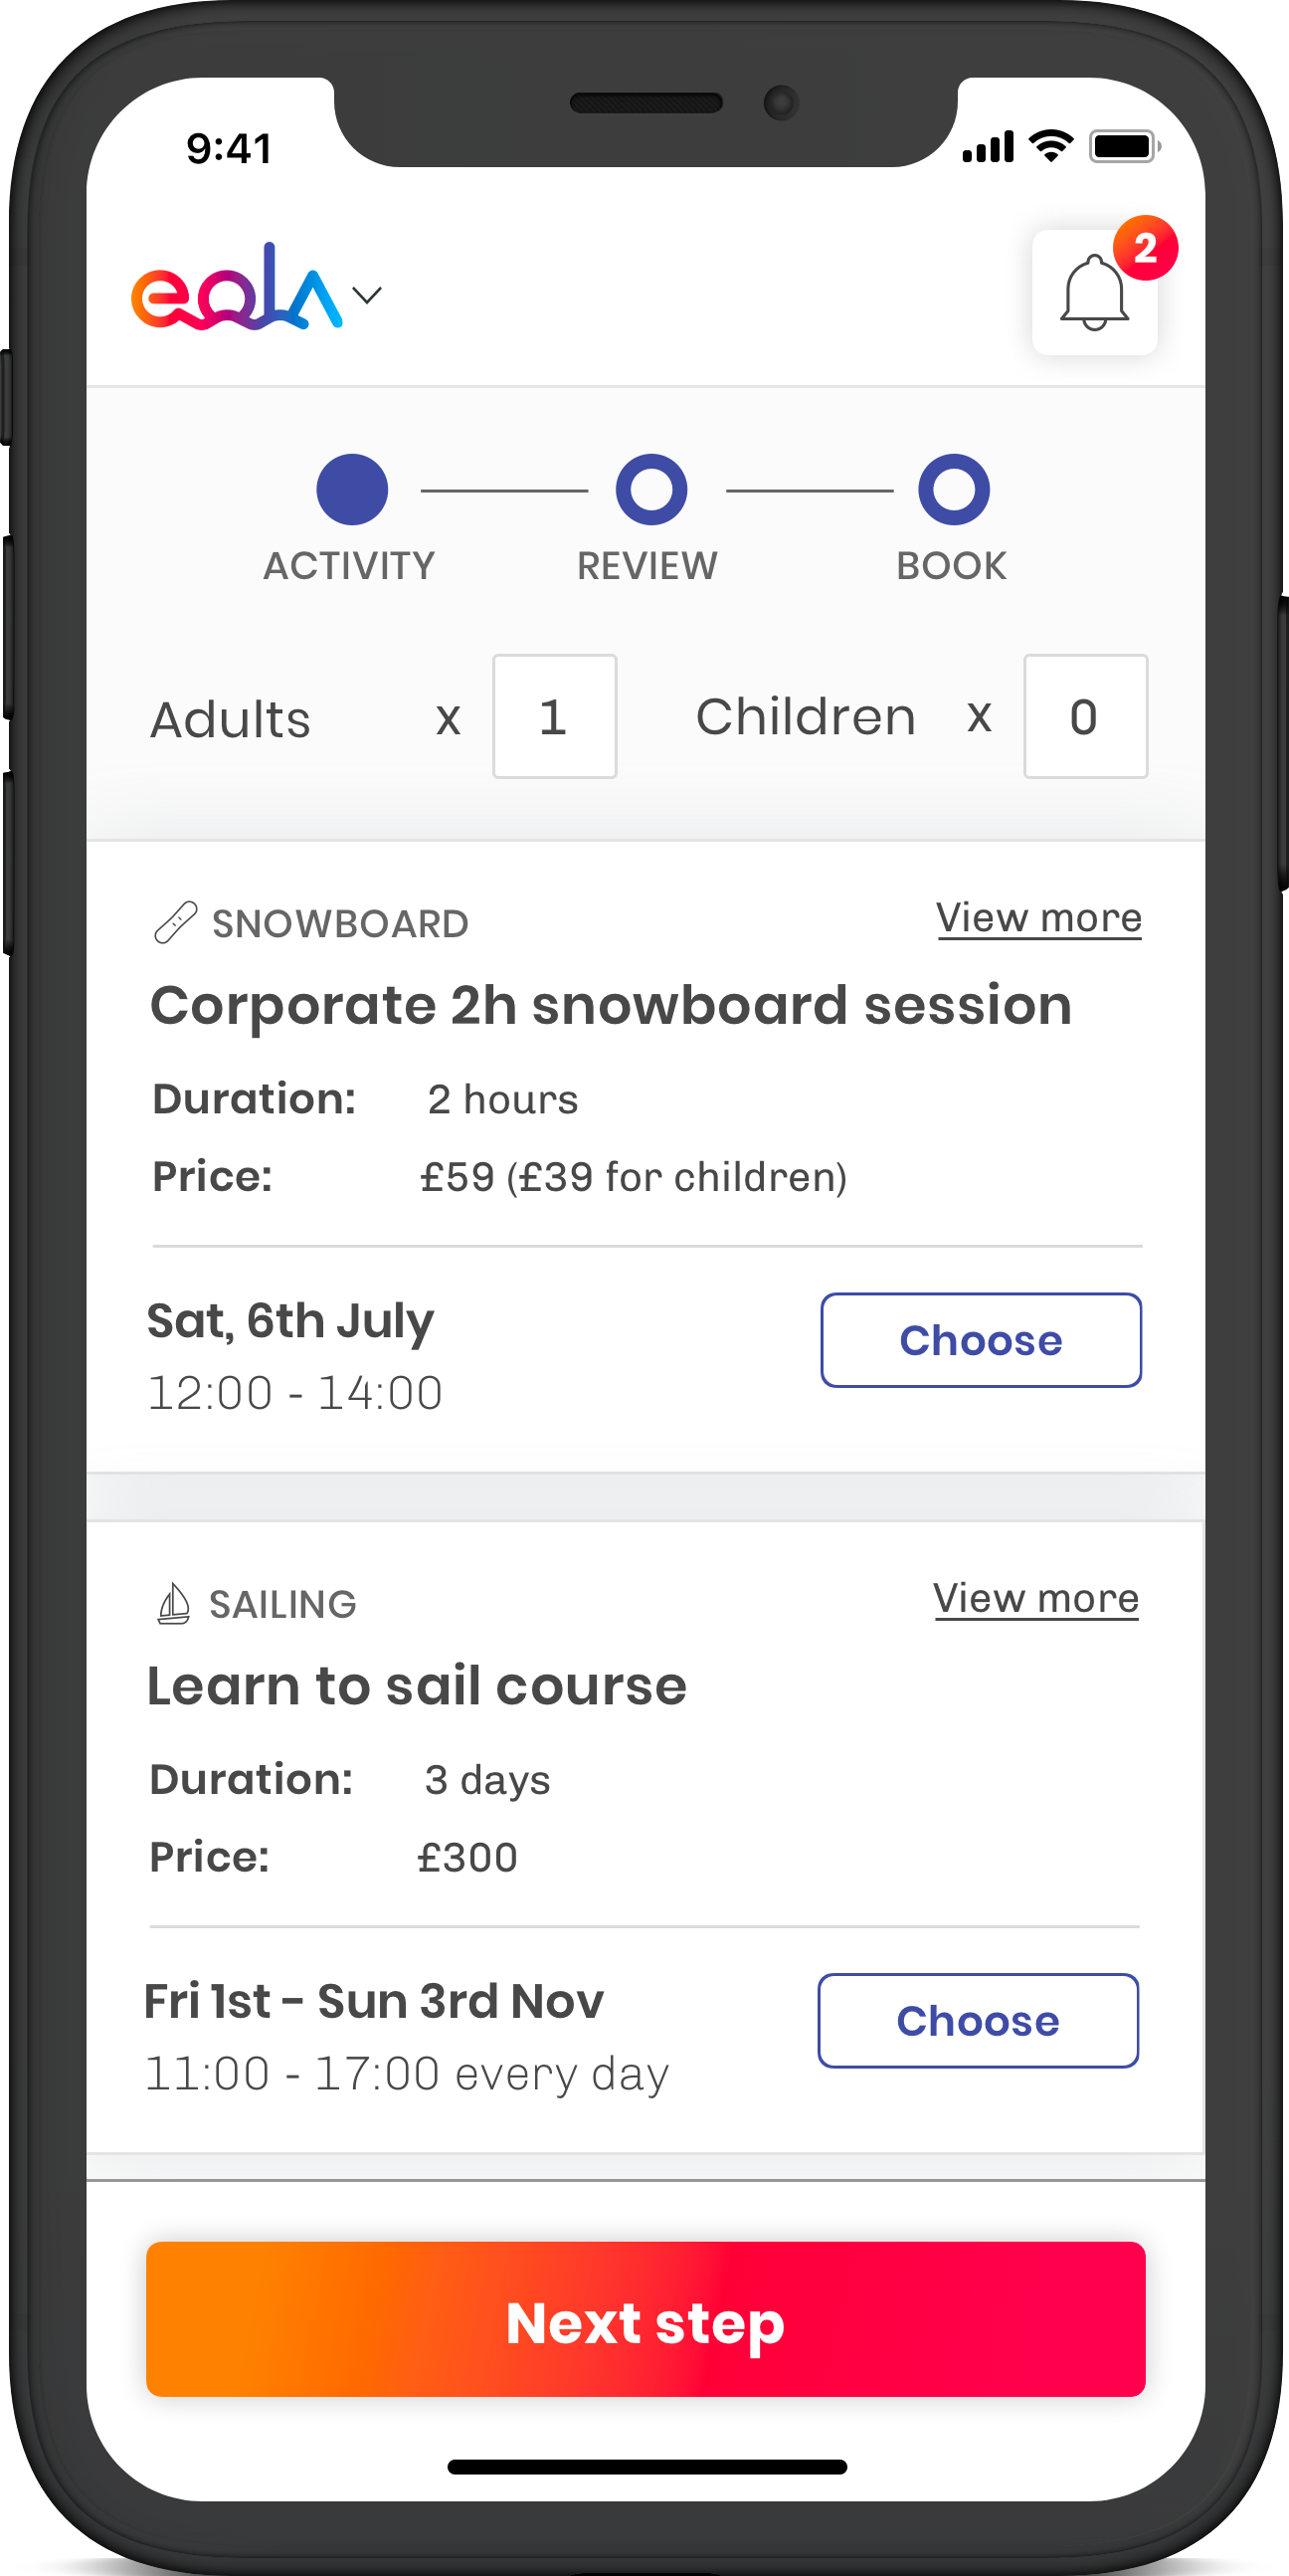 9:41
eola
2
ACTIVITY REVIEW BOOK
Adults x 1 Children x 0
SNOWBOARD View more
Corporate 2h snowboard session
Duration: 2 hours
Price: £59 (£39 for children)
Sat, 6th July Choose
12:00 - 14:00
SAILING View more
Learn to sail course
Duration: 3 days
Price: £300
Fri 1st - Sun 3rd Nov Choose
11:00 - 17:00 every day
Next step